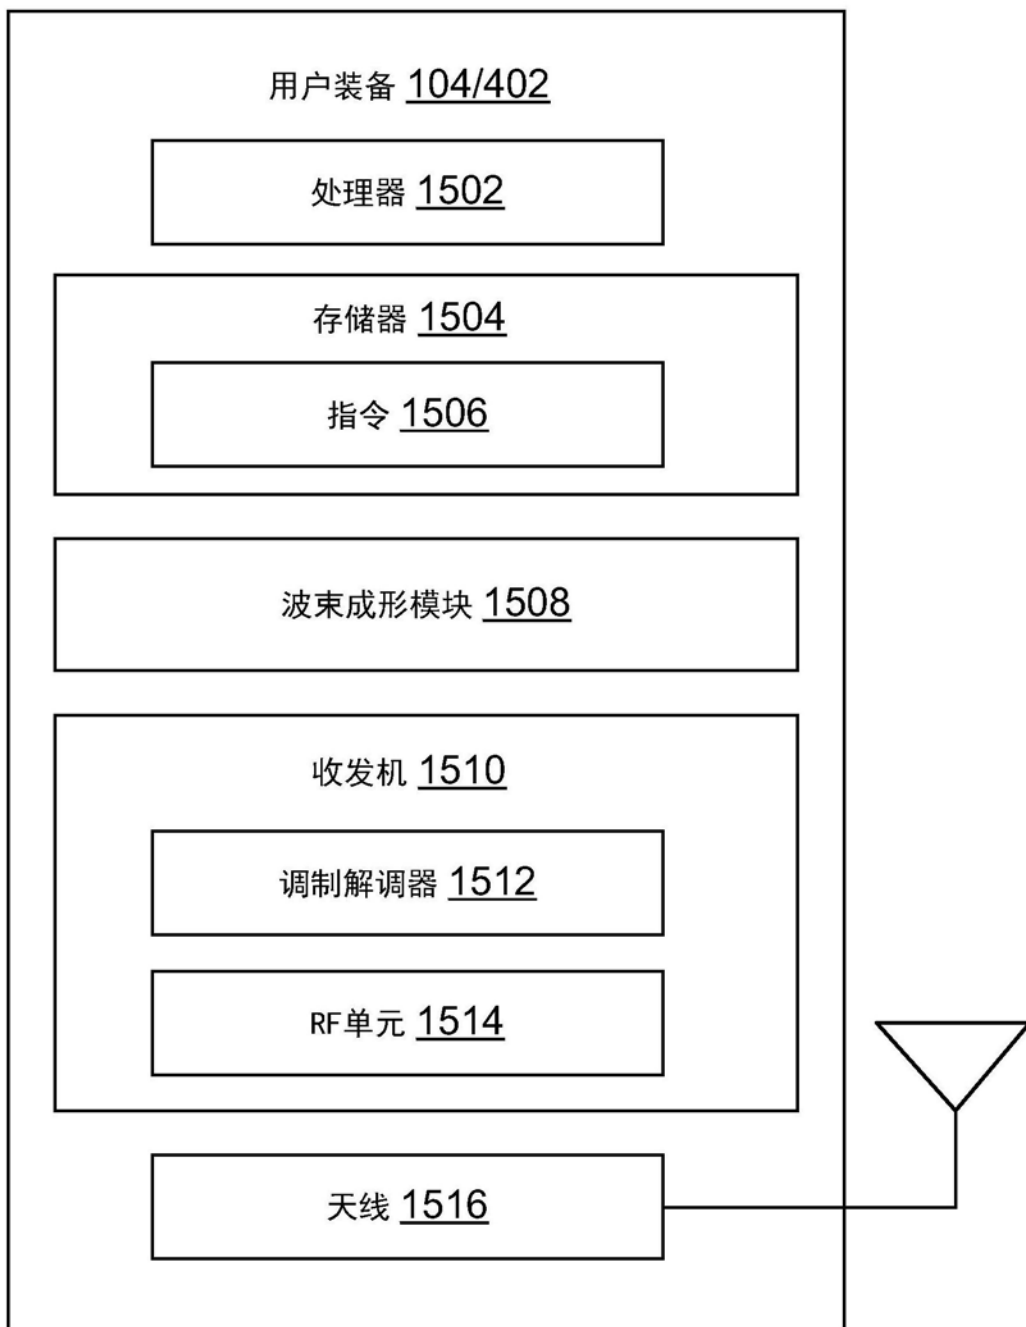 用户装备 104/402
处理器 1502
存储器 1504
指令 1506
波束成形模块 1508
收发机 1510
调制解调器 1512
RF单元 1514
天线 1516